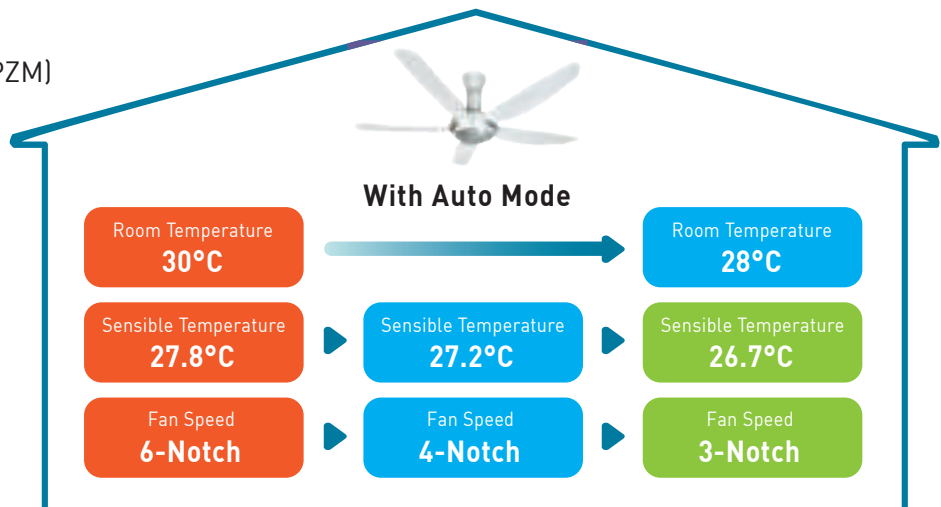 PZM)
With Auto Mode
Room Temperature
30°C
Room Temperature
28°C
Sensible Temperature
27.8°C
Sensible Temperature
27.2°C
Sensible Temperature
26.7°C
Fan Speed
6-Notch
Fan Speed
4-Notch
Fan Speed
3-Notch